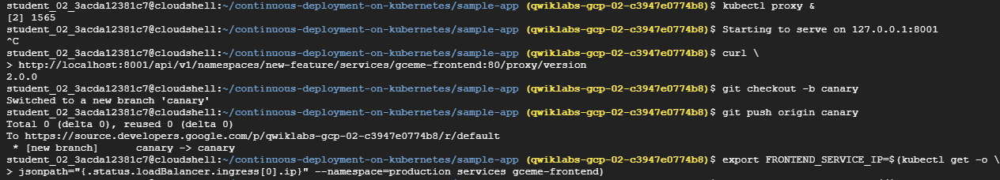 student_02_3acda12381c7@cloudshell:~/continuous-deployment-on-kubernetes/sample-app (qwiklabs-gcp-02-c3947e0774b8)$ kubectl proxy &
[2] 1565
student_02_3acda12381c7@cloudshell:~/continuous-deployment-on-kubernetes/sample-app (qwiklabs-gcp-02-c3947e0774b8)$ Starting to serve on 127.0.0.1:8001
^C
student_02_3acda12381c7@cloudshell:~/continuous-deployment-on-kubernetes/sample-app (qwiklabs-gcp-02-c3947e0774b8)$ curl \
> http://localhost:8001/api/v1/namespaces/new-feature/services/gceme-frontend:80/proxy/version
2.0.0
student_02_3acda12381c7@cloudshell:~/continuous-deployment-on-kubernetes/sample-app (qwiklabs-gcp-02-c3947e0774b8)$ git checkout -b canary
Switched to a new branch 'canary'
student_02_3acda12381c7@cloudshell:~/continuous-deployment-on-kubernetes/sample-app (qwiklabs-gcp-02-c3947e0774b8)$ git push origin canary
Total 0 (delta 0), reused 0 (delta 0)
To https://source.developers.google.com/p/qwiklabs-gcp-02-c3947e0774b8/r/default
 * [new branch]      canary -> canary
student_02_3acda12381c7@cloudshell:~/continuous-deployment-on-kubernetes/sample-app (qwiklabs-gcp-02-c3947e0774b8)$ export FRONTEND_SERVICE_IP=$(kubectl get -o \
> jsonpath="{.status.loadBalancer.ingress[0].ip}" --namespace=production services gceme-frontend)